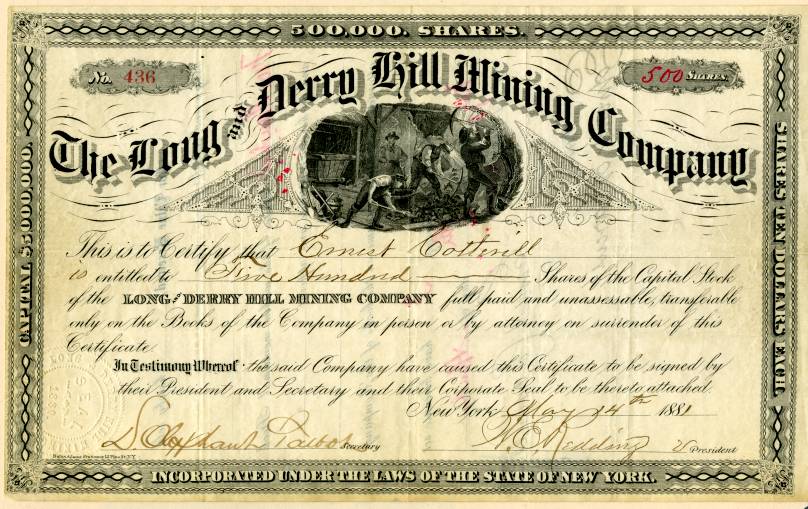 500,000. SHARES.
No. 436
500 SHARES.
The Long and Derry Hill Mining Company
CAPITAL $5,000,000.
SHARES TEN DOLLARS EACH.
This is to Certify that Ernest Cotterill
is entitled to Five Hundred Shares of the Capital Stock
of the LONG AND DERRY HILL MINING COMPANY full paid and unassessable, transferable
only on the Books of the Company in person or by attorney on surrender of this
Certificate.
In Testimony Whereof the said Company have caused this Certificate to be signed by
their President and Secretary and their Corporate Seal to be thereto attached.
New York May 24th 1881
Talbot Secretary
N. E. Redding V President
SEAL
INCORPORATED UNDER THE LAWS OF THE STATE OF NEW YORK.